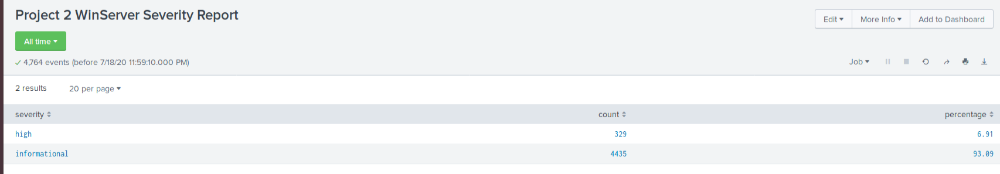 Project 2 WinServer Severity Report
Edit More Info Add to Dashboard
All time
4,764 events (before 7/18/20 11:59:10.000 PM)
Job
2 results 20 per page
severity count percentage
high 329 6.91
informational 4435 93.09